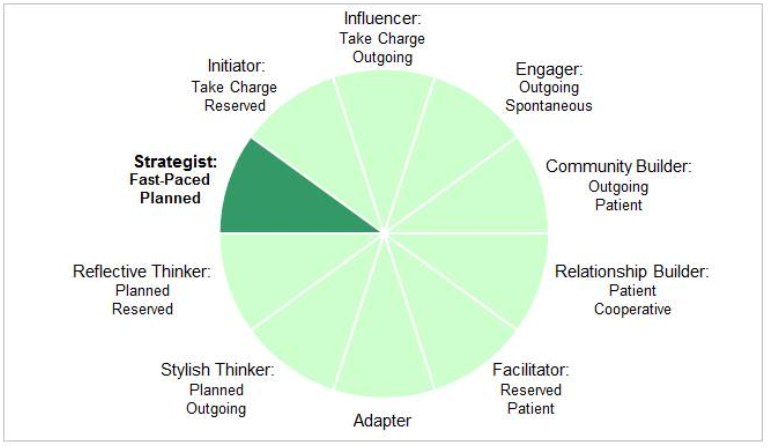 Influencer:
Take Charge
Outgoing
Engager:
Outgoing
Spontaneous
Community Builder:
Outgoing
Patient
Relationship Builder:
Patient
Cooperative
Facilitator:
Reserved
Patient
Adapter
Stylish Thinker:
Planned
Outgoing
Reflective Thinker:
Planned
Reserved
Strategist:
Fast-Paced
Planned
Initiator:
Take Charge
Reserved